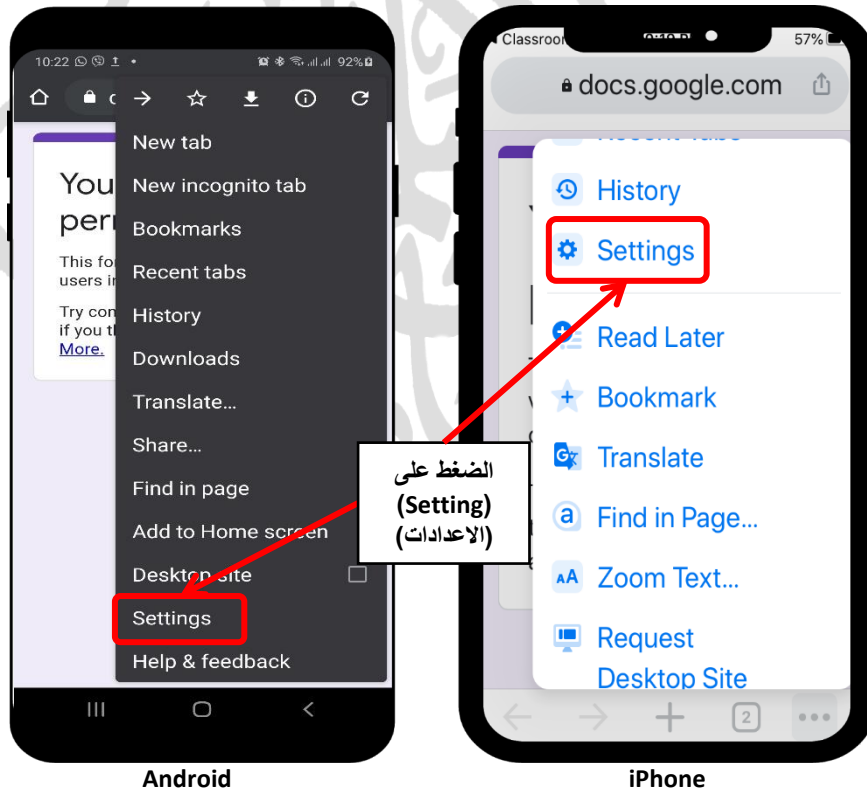 10:22
92%
New tab
New incognito tab
Bookmarks
Recent tabs
History
Downloads
Translate...
Share...
Find in page
Add to Home screen
Desktop site
Settings
Help & feedback
You
per
This fo
users i
Try con
if you t
More.
Android
الضغط على
(Setting)
(الاعدادات)
57%
docs.google.com
History
Settings
Read Later
Bookmark
Translate
Find in Page...
Zoom Text...
Request
Desktop Site
2
iPhone